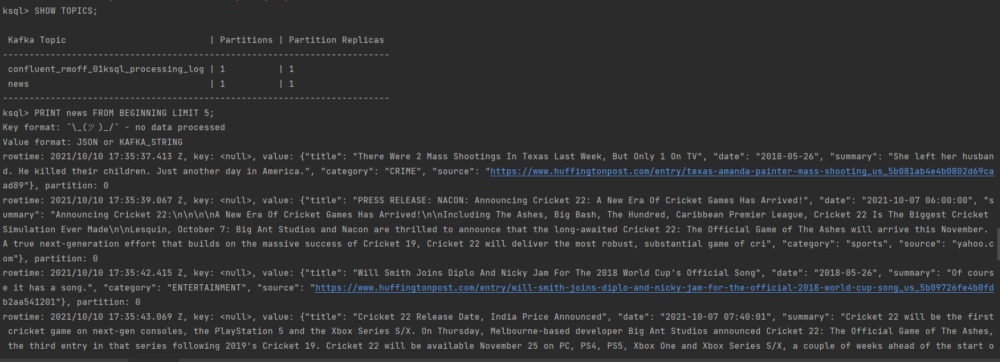 ksql> SHOW TOPICS;
 Kafka Topic                           | Partitions | Partition Replicas
-------------------------------------------------------------------------
 confluent_rmoff_01ksql_processing_log | 1          | 1
 news                                  | 1          | 1
-------------------------------------------------------------------------
ksql> PRINT news FROM BEGINNING LIMIT 5;
Key format: ¯\_(ツ)_/¯ - no data processed
Value format: JSON or KAFKA_STRING
rowtime: 2021/10/10 17:35:37.413 Z, key: <null>, value: {"title": "There Were 2 Mass Shootings In Texas Last Week, But Only 1 On TV", "date": "2018-05-26", "summary": "She left her husban
d. He killed their children. Just another day in America.", "category": "CRIME", "source": "https://www.huffingtonpost.com/entry/texas-amanda-painter-mass-shooting_us_5b081ab4e4b0802d69ca
ad89"}, partition: 0
rowtime: 2021/10/10 17:35:39.067 Z, key: <null>, value: {"title": "PRESS RELEASE: NACON: Announcing Cricket 22: A New Era Of Cricket Games Has Arrived!", "date": "2021-10-07 06:00:00", "s
ummary": "Announcing Cricket 22:\n\n\n\nA New Era Of Cricket Games Has Arrived!\n\nIncluding The Ashes, Big Bash, The Hundred, Caribbean Premier League, Cricket 22 Is The Biggest Cricket
Simulation Ever Made\n\nLesquin, October 7: Big Ant Studios and Nacon are thrilled to announce that the long-awaited Cricket 22: The Official Game of The Ashes will arrive this November.
A true next-generation effort that builds on the massive success of Cricket 19, Cricket 22 will deliver the most robust, substantial game of cri", "category": "sports", "source": "yahoo.c
om"}, partition: 0
rowtime: 2021/10/10 17:35:42.415 Z, key: <null>, value: {"title": "Will Smith Joins Diplo And Nicky Jam For The 2018 World Cup's Official Song", "date": "2018-05-26", "summary": "Of cours
e it has a song.", "category": "ENTERTAINMENT", "source": "https://www.huffingtonpost.com/entry/will-smith-joins-diplo-and-nicky-jam-for-the-official-2018-world-cup-song_us_5b09726fe4b0fd
b2aa541201"}, partition: 0
rowtime: 2021/10/10 17:35:43.069 Z, key: <null>, value: {"title": "Cricket 22 Release Date, India Price Announced", "date": "2021-10-07 07:40:01", "summary": "Cricket 22 will be the first
 cricket game on next-gen consoles, the PlayStation 5 and the Xbox Series S/X. On Thursday, Melbourne-based developer Big Ant Studios announced Cricket 22: The Official Game of The Ashes,
 the third entry in that series following 2019's Cricket 19. Cricket 22 will be available November 25 on PC, PS4, PS5, Xbox One and Xbox Series S/X, a couple of weeks ahead of the start o